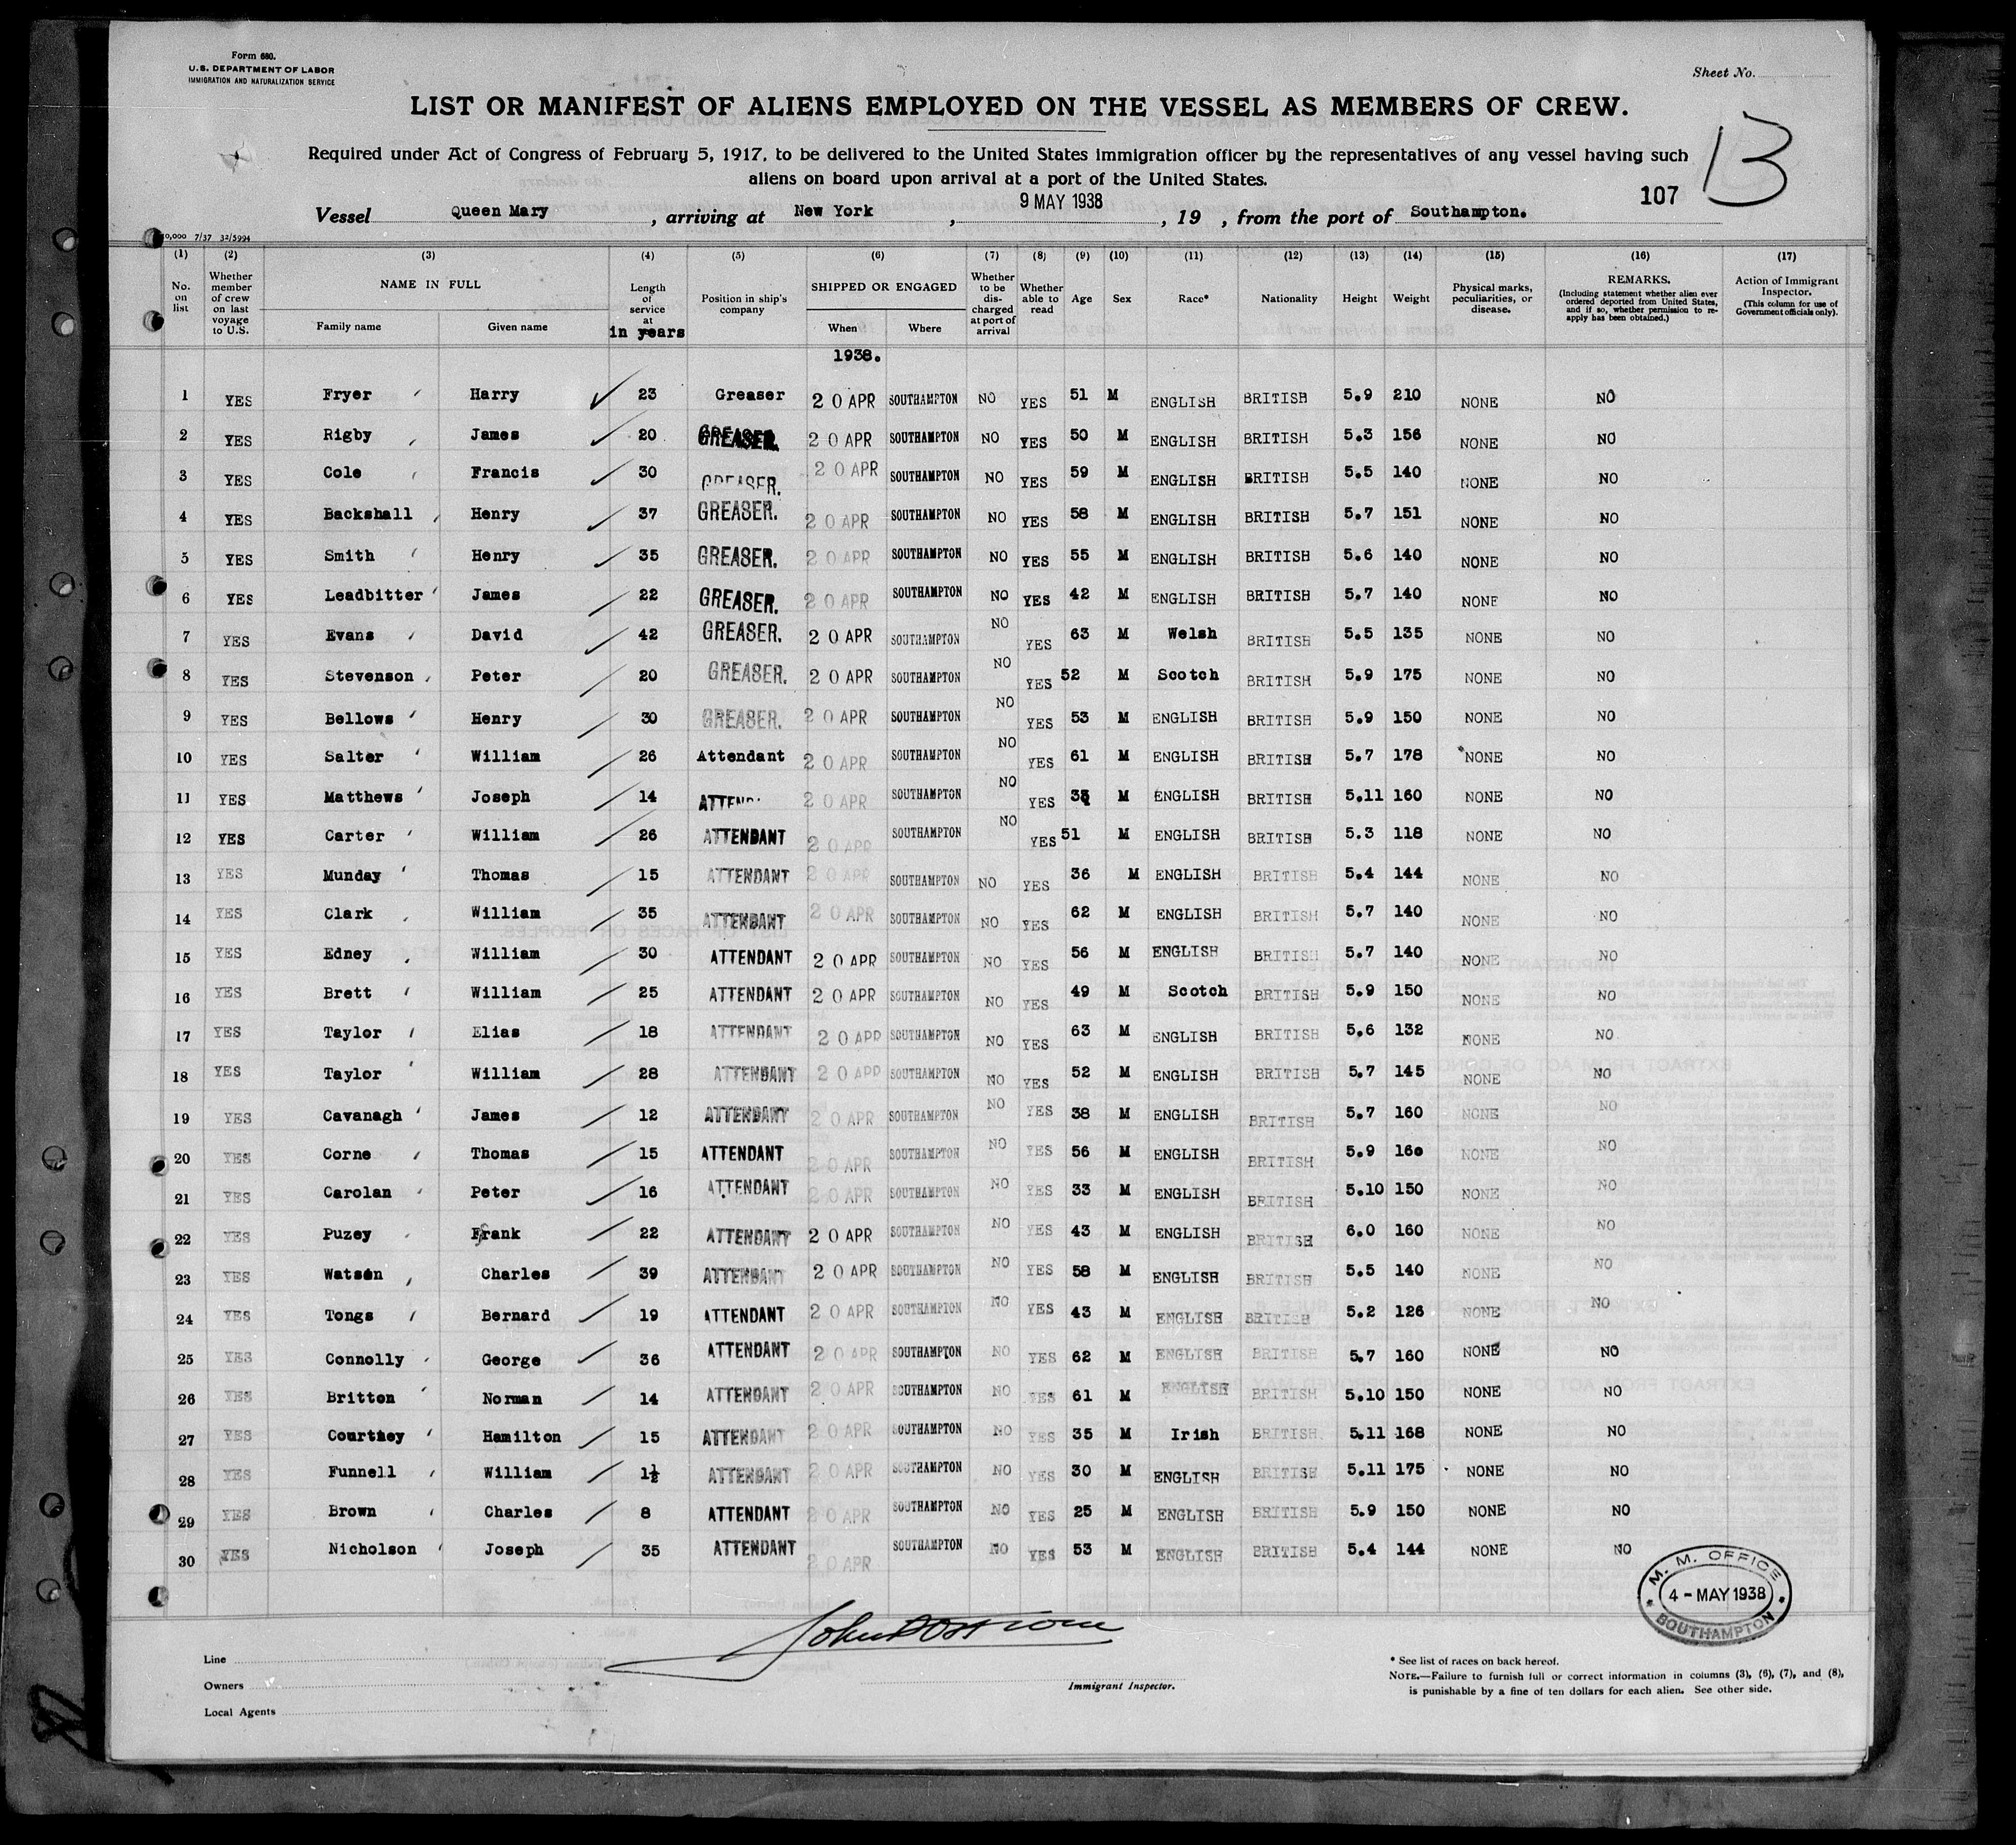 Form 680.
U.S. DEPARTMENT OF LABOR
IMMIGRATION AND NATURALIZATION SERVICE
Sheet No.
LIST OR MANIFEST OF ALIENS EMPLOYED ON THE VESSEL AS MEMBERS OF CREW.
13
Required under Act of Congress of February 5, 1917, to be delivered to the United States immigration officer by the representatives of any vessel having such
aliens on board upon arrival at a port of the United States.
107
Vessel Queen Mary, arriving at New York, 9 MAY 1938, 19 , from the port of Southampton.
0,000 7/37 32/5994
(1) (2) (3) (4) (5) (6) (7) (8) (9) (10) (11) (12) (13) (14) (15) (16) (17)
No. on list Whether member of crew on last voyage to U.S. NAME IN FULL Family name Given name Length of service at in years Position in ship's company SHIPPED OR ENGAGED When Where Whether to be discharged at port of arrival Whether able to read Age Sex Race* Nationality Height Weight Physical marks, peculiarities, or disease. REMARKS. (Including statement whether alien ever ordered deported from United States, and if so, whether permission to re-apply has been obtained.) Action of Immigrant Inspector. (This column for use of Government officials only).
1938.
1 YES Fryer Harry 23 Greaser 20 APR SOUTHAMPTON NO YES 51 M ENGLISH BRITISH 5.9 210 NONE NO
2 YES Rigby James 20 GREASER. 20 APR SOUTHAMPTON NO YES 50 M ENGLISH BRITISH 5.3 156 NONE NO
3 YES Cole Francis 30 GREASER. 20 APR SOUTHAMPTON NO YES 59 M ENGLISH BRITISH 5.5 140 NONE NO
4 YES Backshall Henry 37 GREASER. 20 APR SOUTHAMPTON NO YES 58 M ENGLISH BRITISH 5.7 151 NONE NO
5 YES Smith Henry 35 GREASER. 20 APR SOUTHAMPTON NO YES 55 M ENGLISH BRITISH 5.6 140 NONE NO
6 YES Leadbitter James 22 GREASER. 20 APR SOUTHAMPTON NO YES 42 M ENGLISH BRITISH 5.7 140 NONE NO
7 YES Evans David 42 GREASER. 20 APR SOUTHAMPTON NO YES 63 M Welsh BRITISH 5.5 135 NONE NO
8 YES Stevenson Peter 20 GREASER. 20 APR SOUTHAMPTON NO YES 52 M Scotch BRITISH 5.9 175 NONE NO
9 YES Bellows Henry 30 GREASER. 20 APR SOUTHAMPTON NO YES 53 M ENGLISH BRITISH 5.9 150 NONE NO
10 YES Salter William 26 Attendant 20 APR SOUTHAMPTON NO YES 61 M ENGLISH BRITISH 5.7 178 NONE NO
11 YES Matthews Joseph 14 20 APR SOUTHAMPTON NO YES M ENGLISH BRITISH 5.11 160 NONE NO
12 YES Carter William 26 ATTENDANT 20 APR SOUTHAMPTON NO YES 51 M ENGLISH BRITISH 5.3 118 NONE NO
13 YES Munday Thomas 15 ATTENDANT 20 APR SOUTHAMPTON NO YES 36 M ENGLISH BRITISH 5.4 144 NONE NO
14 YES Clark William 35 ATTENDANT 20 APR SOUTHAMPTON NO YES 62 M ENGLISH BRITISH 5.7 140 NONE NO
15 YES Edney William 30 ATTENDANT 20 APR SOUTHAMPTON NO YES 56 M ENGLISH BRITISH 5.7 140 NONE NO
16 YES Brett William 25 ATTENDANT 20 APR SOUTHAMPTON NO YES 49 M Scotch BRITISH 5.9 150 NONE NO
17 YES Taylor Elias 18 ATTENDANT 20 APR SOUTHAMPTON NO YES 63 M ENGLISH BRITISH 5.6 132 NONE NO
18 YES Taylor William 28 ATTENDANT 20 APR SOUTHAMPTON NO YES 52 M ENGLISH BRITISH 5.7 145 NONE NO
19 YES Cavanagh James 12 ATTENDANT 20 APR SOUTHAMPTON NO YES 38 M ENGLISH BRITISH 5.7 160 NONE NO
20 YES Corne Thomas 15 ATTENDANT 20 APR SOUTHAMPTON NO YES 56 M ENGLISH BRITISH 5.9 160 NONE NO
21 YES Carolan Peter 16 ATTENDANT 20 APR SOUTHAMPTON NO YES 33 M ENGLISH BRITISH 5.10 150 NONE NO
22 YES Puzey Frank 22 ATTENDANT 20 APR SOUTHAMPTON NO YES 43 M ENGLISH BRITISH 6.0 160 NONE NO
23 YES Watson Charles 39 ATTENDANT 20 APR SOUTHAMPTON NO YES 58 M ENGLISH BRITISH 5.5 140 NONE NO
24 YES Tongs Bernard 19 ATTENDANT 20 APR SOUTHAMPTON NO YES 43 M ENGLISH BRITISH 5.2 126 NONE NO
25 YES Connolly George 36 ATTENDANT 20 APR SOUTHAMPTON NO YES 62 M ENGLISH BRITISH 5.7 160 NONE NO
26 YES Britton Norman 14 ATTENDANT 20 APR SOUTHAMPTON NO YES 61 M ENGLISH BRITISH 5.10 150 NONE NO
27 YES Courtney Hamilton 15 ATTENDANT 20 APR SOUTHAMPTON NO YES 35 M Irish BRITISH 5.11 168 NONE NO
28 YES Funnell William 1½ ATTENDANT 20 APR SOUTHAMPTON NO YES 30 M ENGLISH BRITISH 5.11 175 NONE NO
29 YES Brown Charles 8 ATTENDANT 20 APR SOUTHAMPTON NO YES 25 M ENGLISH BRITISH 5.9 150 NONE NO
30 YES Nicholson Joseph 35 ATTENDANT 20 APR SOUTHAMPTON NO YES 53 M ENGLISH BRITISH 5.4 144 NONE NO
M. M. OFFICE
4 - MAY 1938
SOUTHAMPTON
Line
Owners
Local Agents
Immigrant Inspector.
* See list of races on back hereof.
NOTE.—Failure to furnish full or correct information in columns (3), (6), (7), and (8),
is punishable by a fine of ten dollars for each alien. See other side.